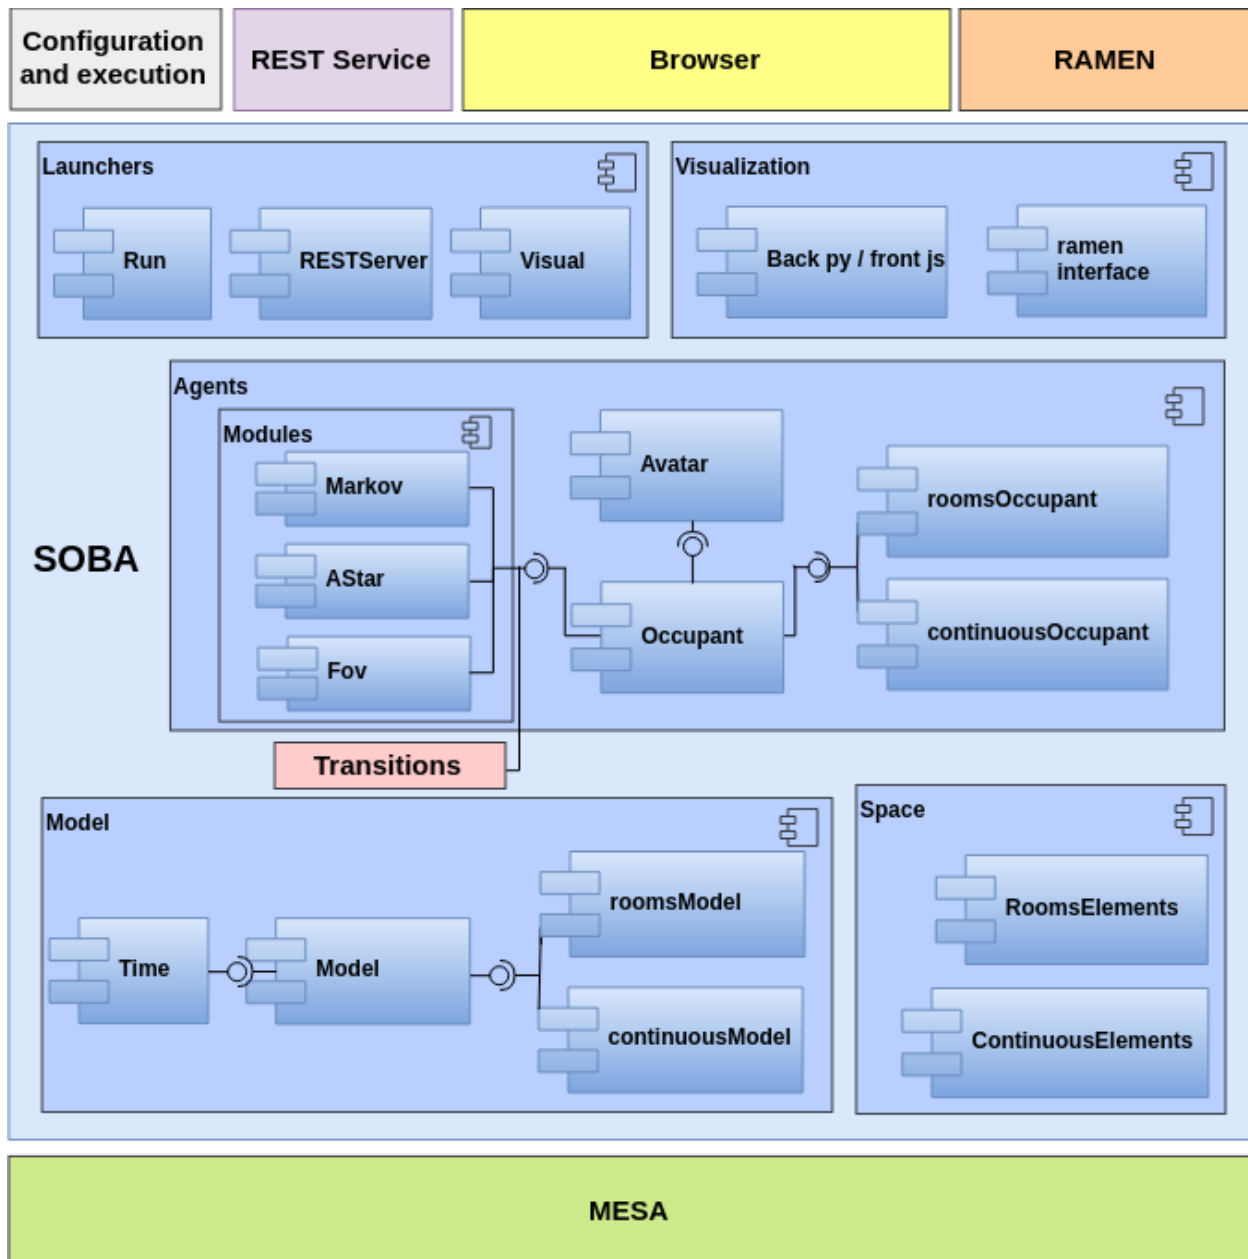 Configuration
and execution
REST Service
Browser
RAMEN
Launchers
Run
RESTServer
Visual
Visualization
Back py / front js
ramen
interface
Agents
Modules
Markov
AStar
Fov
Avatar
Occupant
roomsOccupant
continuousOccupant
SOBA
Transitions
Model
Time
Model
roomsModel
continuousModel
Space
RoomsElements
ContinuousElements
MESA